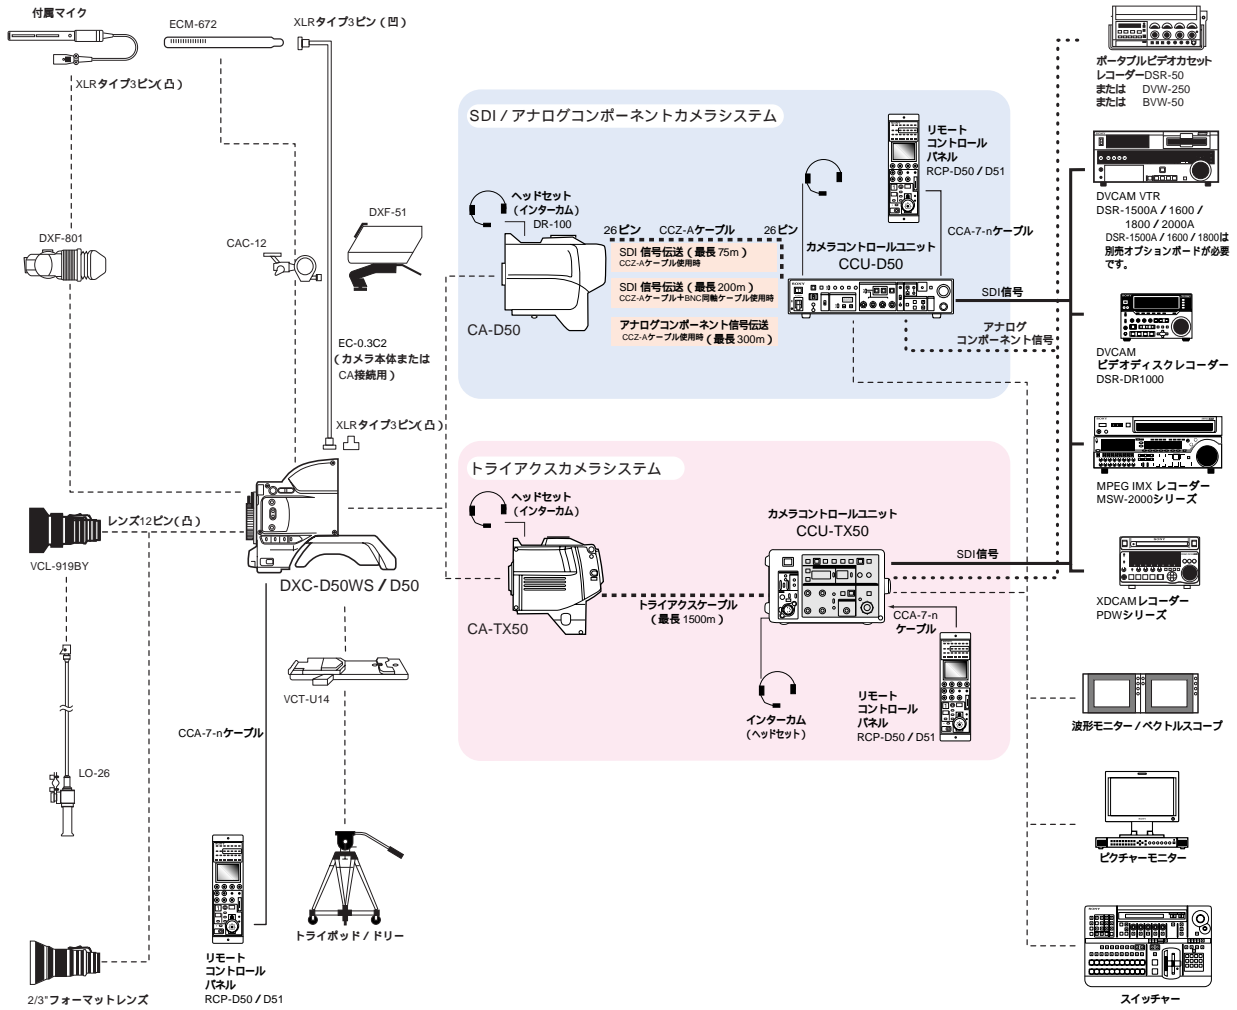 付属マイク
ECM-672
XLRタイプ3ピン(凹)
XLRタイプ3ピン(凸)
DXF-801
CAC-12
DXF-51
EC-0.3C2
(カメラ本体または
CA接続用)
XLRタイプ3ピン(凸)
レンズ12ピン(凸)
VCL-919BY
DXC-D50WS / D50
VCT-U14
CCA-7-nケーブル
LO-26
トライポッド / ドリー
リモート
コントロール
パネル
RCP-D50 / D51
2/3"フォーマットレンズ
SDI / アナログコンポーネントカメラシステム
ヘッドセット
(インターカム)
DR-100
CA-D50
26ピン CCZ-Aケーブル 26ピン
SDI 信号伝送(最長75m)
CCZ-Aケーブル使用時
SDI 信号伝送(最長200m)
CCZ-Aケーブル+BNC同軸ケーブル使用時
アナログコンポーネント信号伝送
CCZ-Aケーブル使用時(最長300m)
リモート
コントロール
パネル
RCP-D50 / D51
CCA-7-nケーブル
カメラコントロールユニット
CCU-D50
SDI信号
アナログ
コンポーネント信号
トライアクスカメラシステム
ヘッドセット
(インターカム)
CA-TX50
トライアクスケーブル
(最長1500m)
カメラコントロールユニット
CCU-TX50
SDI信号
CCA-7-n
ケーブル
インターカム
(ヘッドセット)
リモート
コントロール
パネル
RCP-D50 / D51
ポータブルビデオカセット
レコーダーDSR-50
または DVW-250
または BVW-50
DVCAM VTR
DSR-1500A / 1600 /
1800 / 2000A
DSR-1500A / 1600 / 1800は
別売オプションボードが必要
です。
DVCAM
ビデオディスクレコーダー
DSR-DR1000
MPEG IMX レコーダー
MSW-2000シリーズ
XDCAMレコーダー
PDWシリーズ
波形モニター / ベクトルスコープ
ピクチャーモニター
スイッチャー